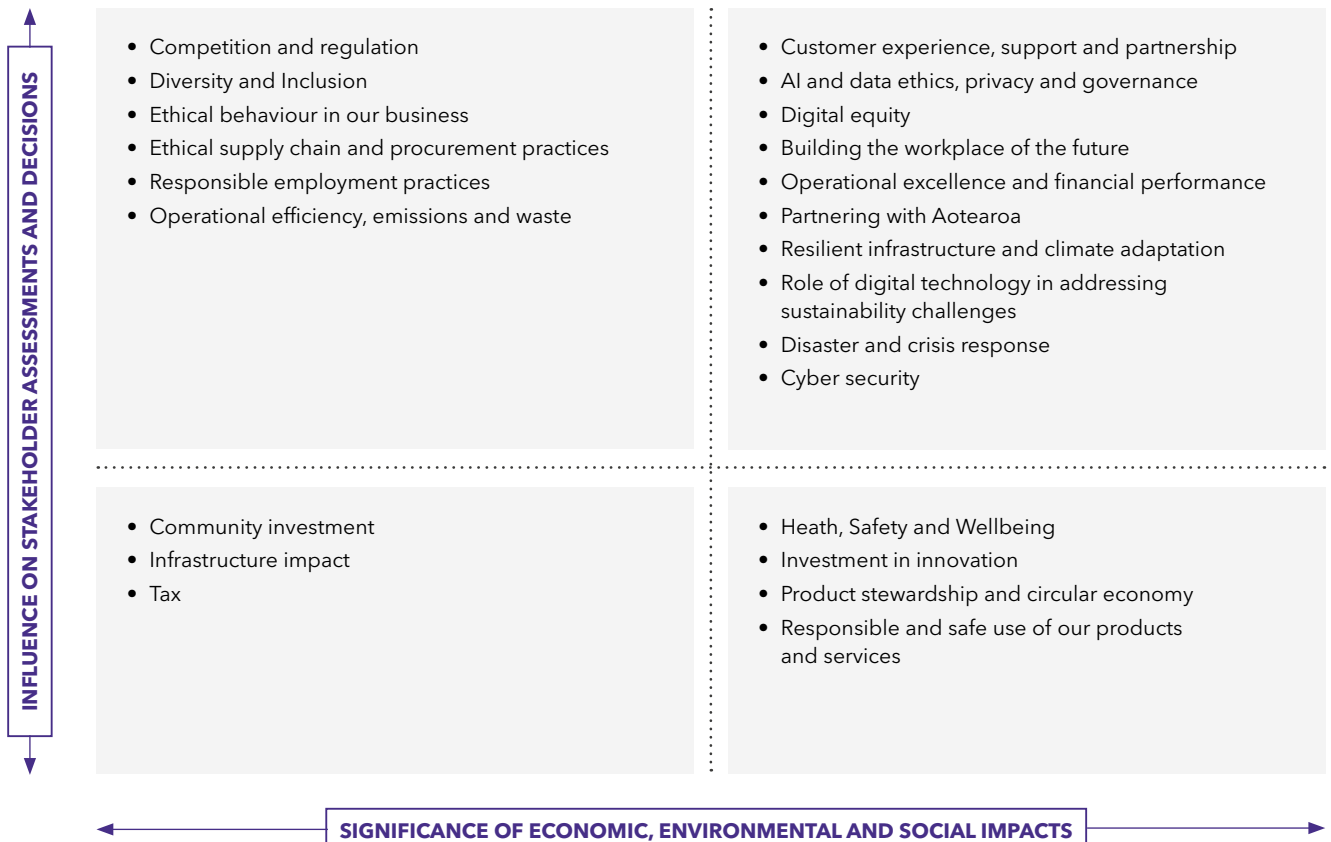 INFLUENCE ON STAKEHOLDER ASSESSMENTS AND DECISIONS
• Competition and regulation
• Diversity and Inclusion
• Ethical behaviour in our business
• Ethical supply chain and procurement practices
• Responsible employment practices
• Operational efficiency, emissions and waste
• Customer experience, support and partnership
• AI and data ethics, privacy and governance
• Digital equity
• Building the workplace of the future
• Operational excellence and financial performance
• Partnering with Aotearoa
• Resilient infrastructure and climate adaptation
• Role of digital technology in addressing
sustainability challenges
• Disaster and crisis response
• Cyber security
• Community investment
• Infrastructure impact
• Tax
• Heath, Safety and Wellbeing
• Investment in innovation
• Product stewardship and circular economy
• Responsible and safe use of our products
and services
SIGNIFICANCE OF ECONOMIC, ENVIRONMENTAL AND SOCIAL IMPACTS